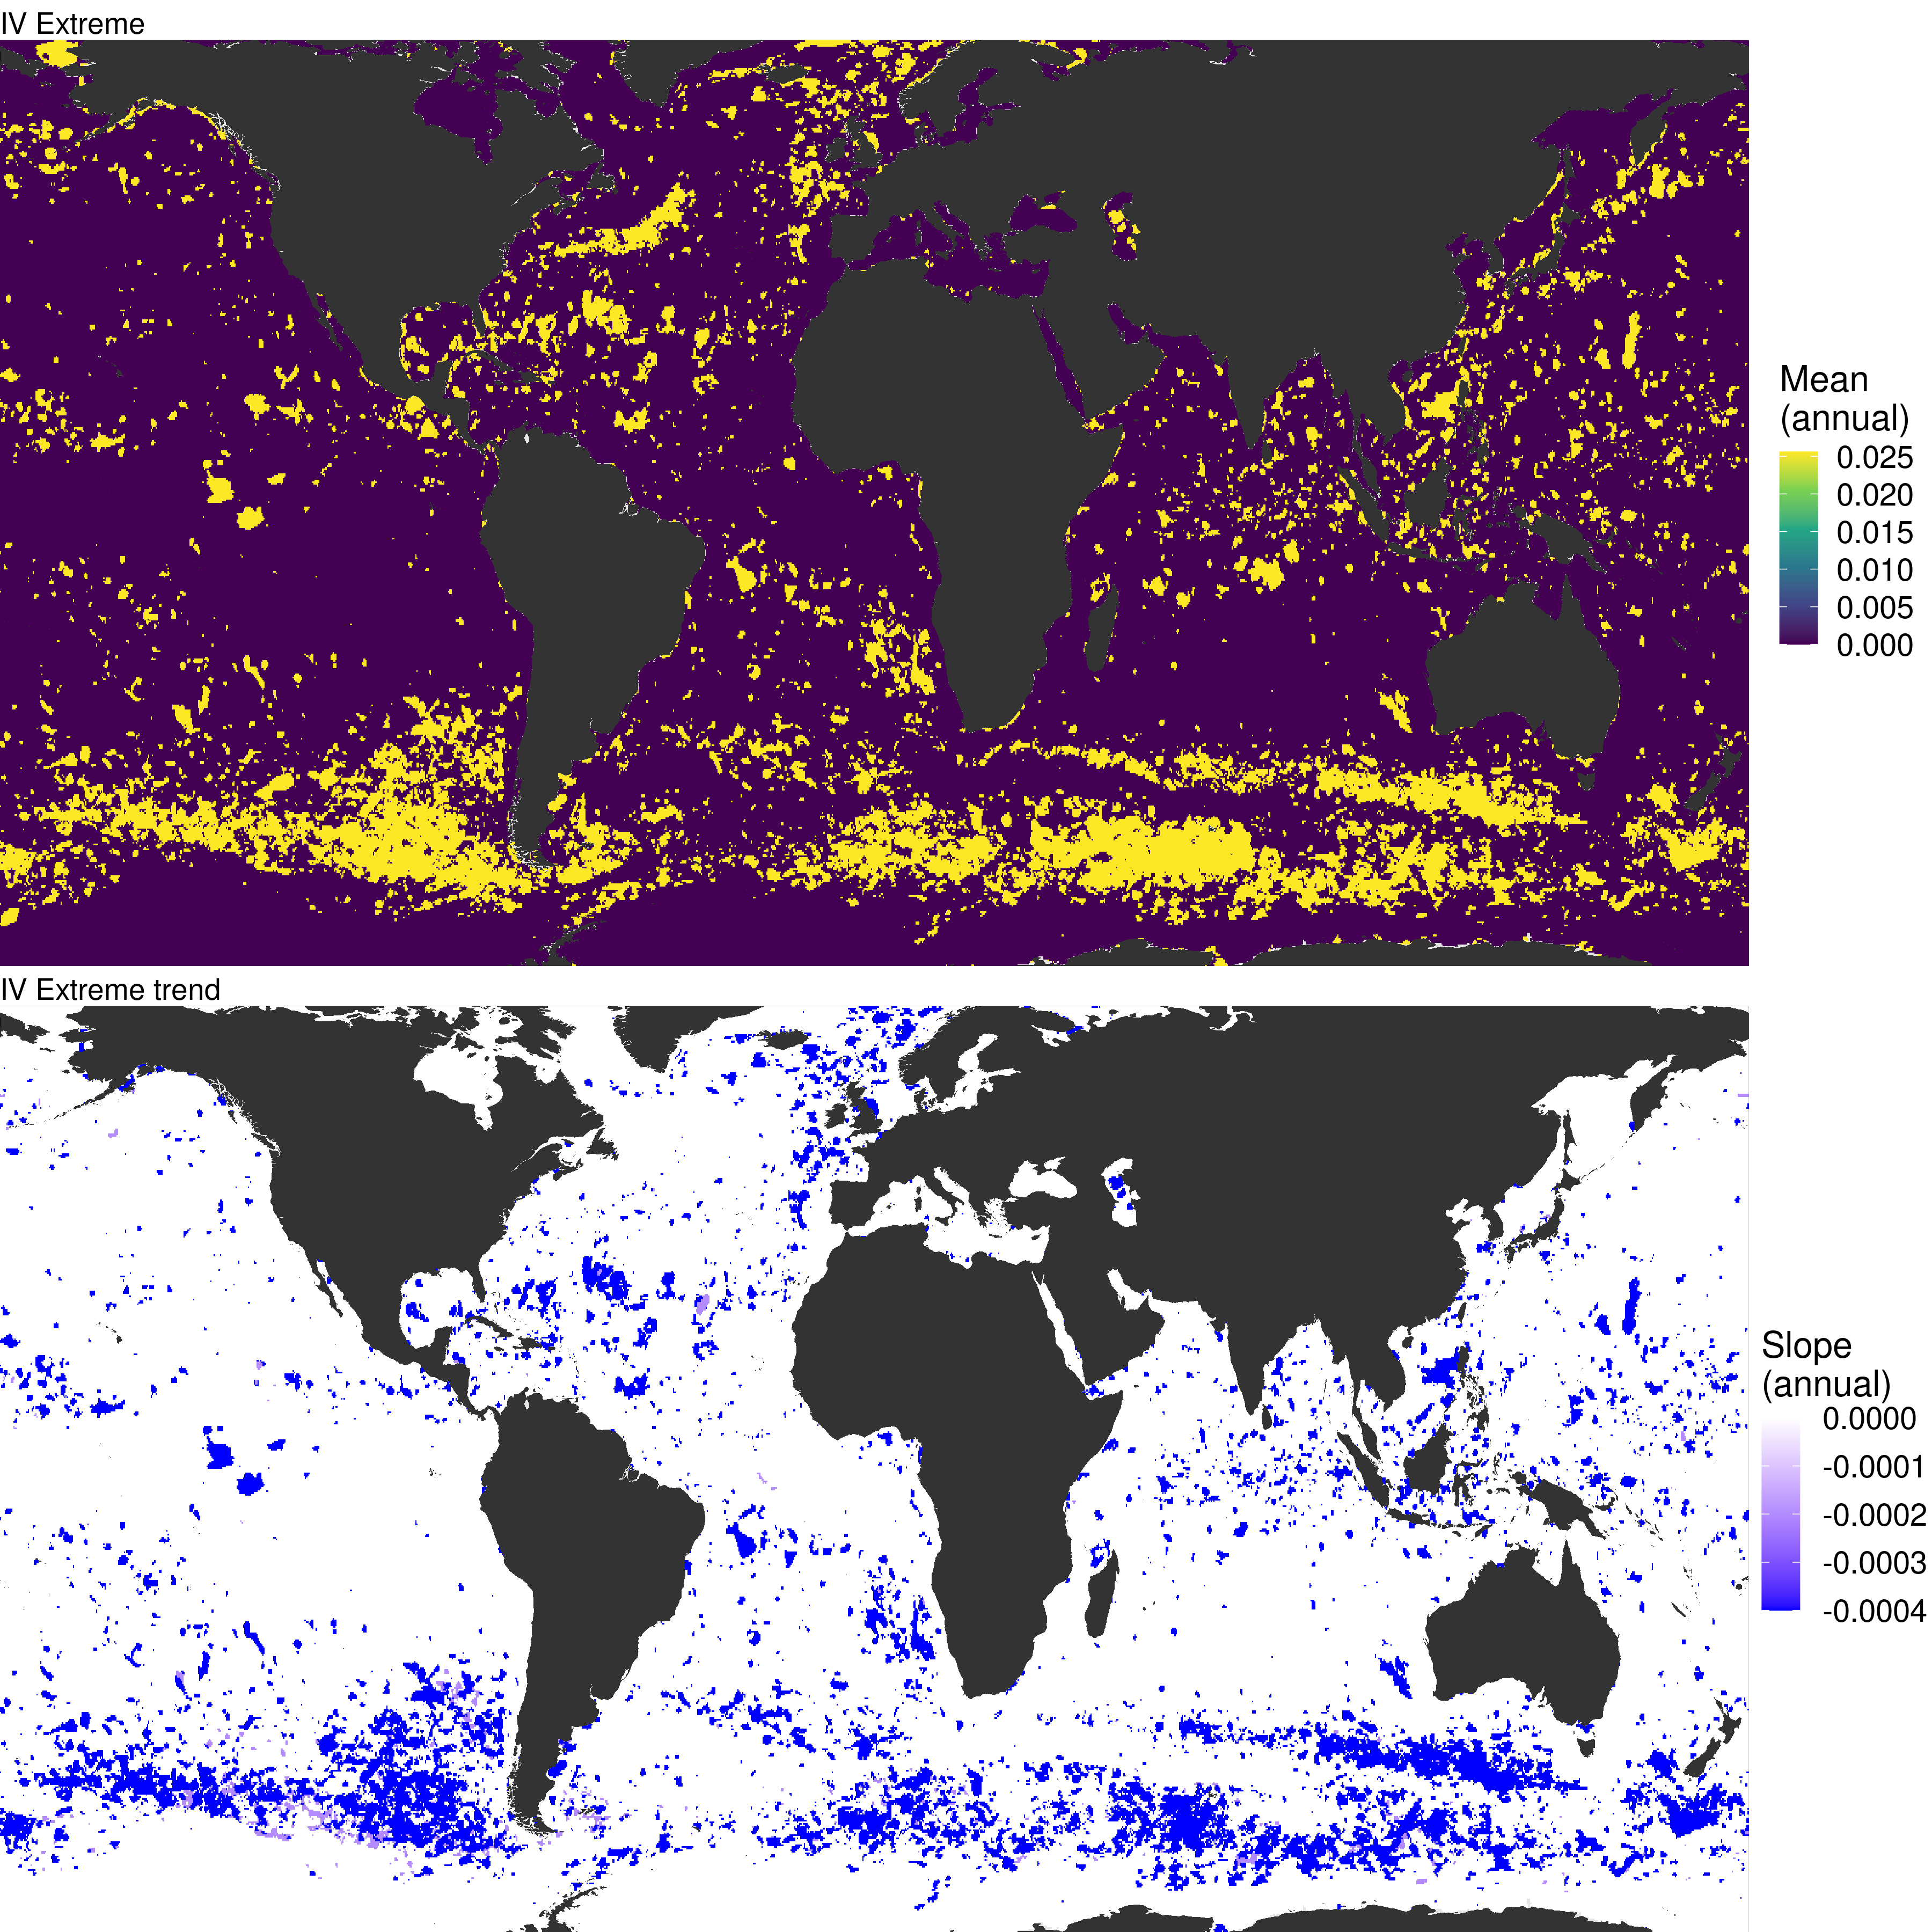 IV Extreme
Mean
(annual)
0.025
0.020
0.015
0.010
0.005
0.000
IV Extreme trend
Slope
(annual)
0.0000
-0.0001
-0.0002
-0.0003
-0.0004